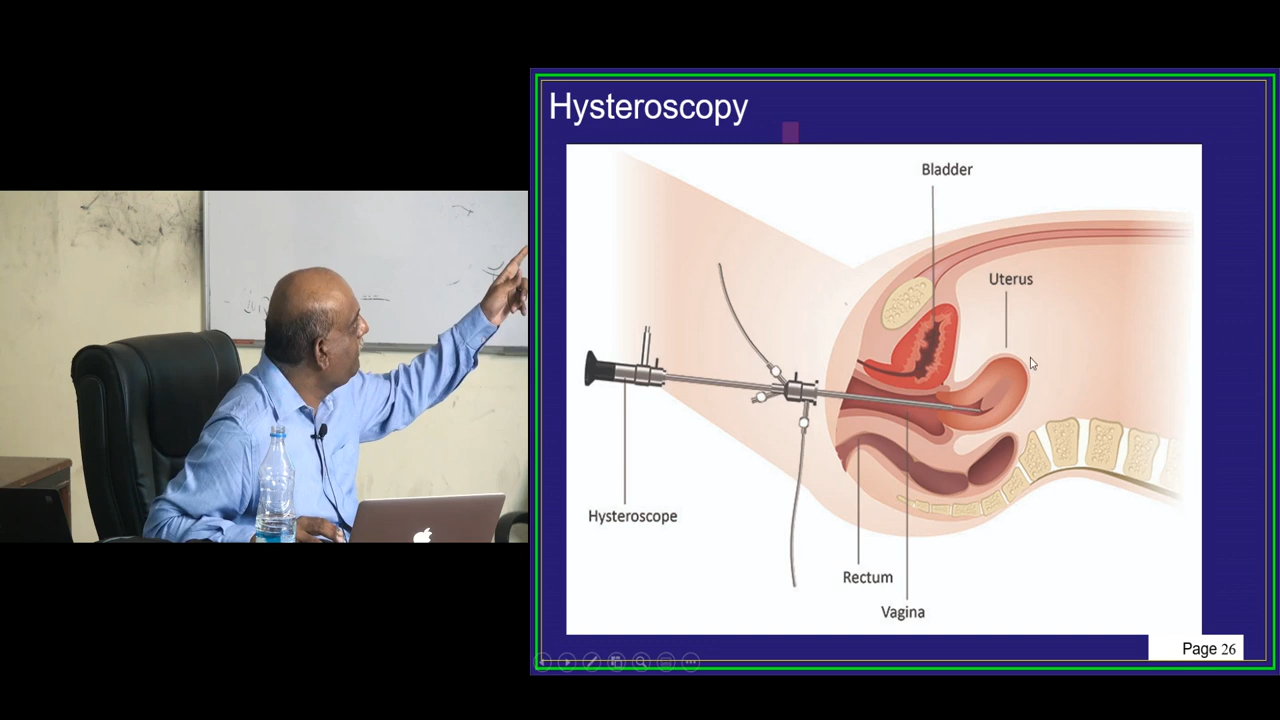 Hysteroscopy
Bladder
Uterus
Hysteroscope
Rectum
Vagina
Page 26